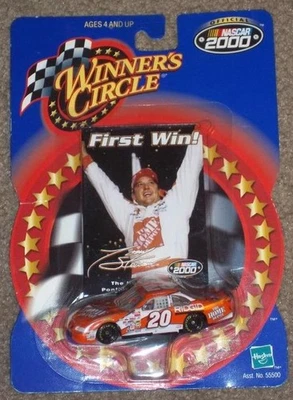 AGES 4 AND UP
OFFICIAL
NASCAR
2000
WINNER'S
CIRCLE
First Win!
THE HOME DEPOT
The
NASCAR
2000
20
Hasbro
Asst. No. 55500